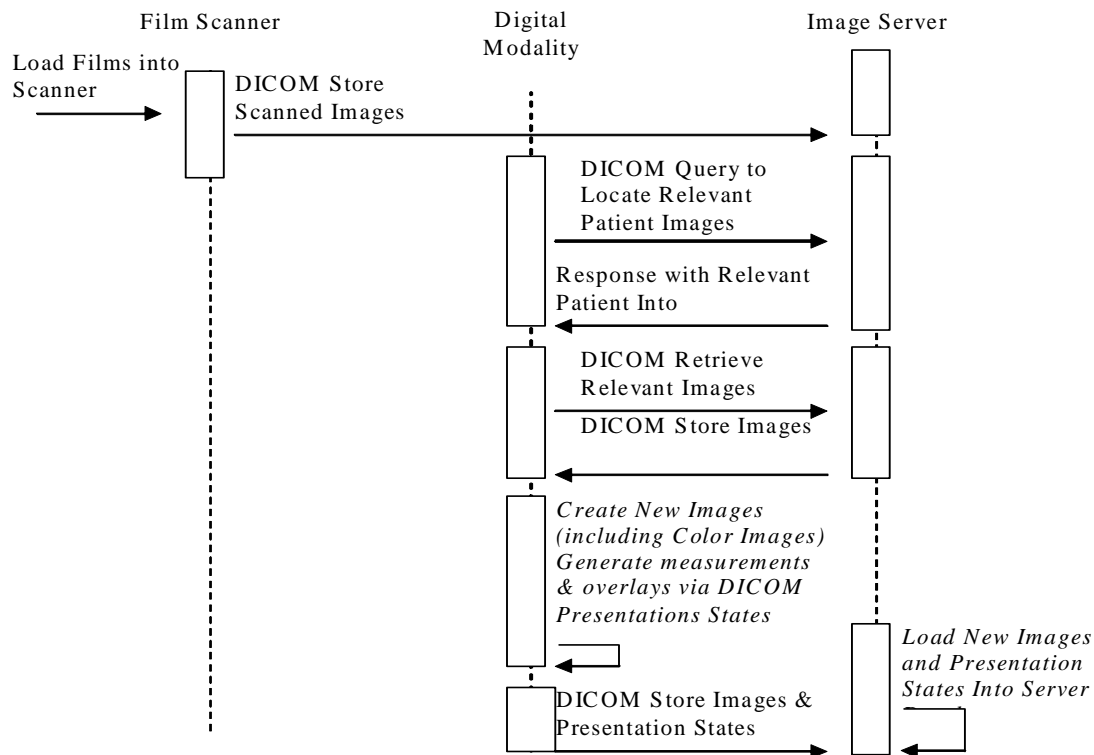 Film Scanner
Digital
Modality
Image Server
Load Films into
Scanner
DICOM Store
Scanned Images
DICOM Query to
Locate Relevant
Patient Images
Response with Relevant
Patient Into
DICOM Retrieve
Relevant Images
DICOM Store Images
Create New Images
(including Color Images)
Generate measurements
& overlays via DICOM
Presentations States
Load New Images
and Presentation
States Into Server
DICOM Store Images &
Presentation States